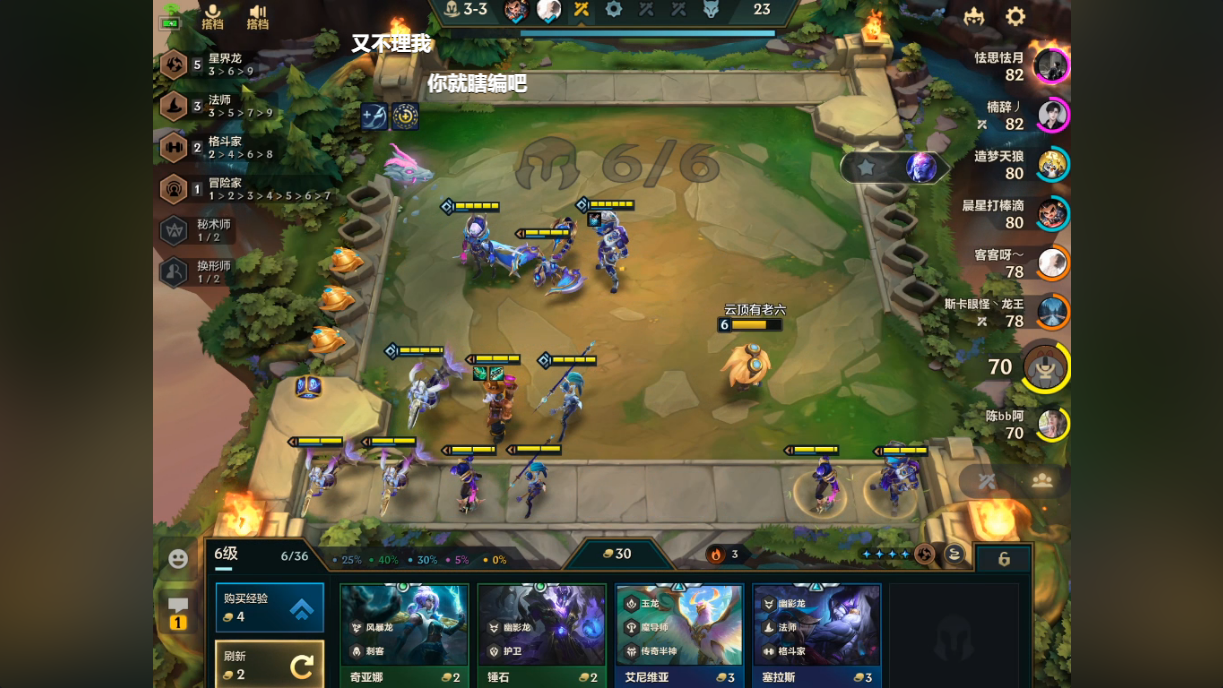 搭档
搭档
3-3
23
又不理我
你就瞎编吧
5
星界龙
3 > 6 > 9
3
法师
3 > 5 > 7 > 9
2
格斗家
2 > 4 > 6 > 8
1
冒险家
1 > 2 > 3 > 4 > 5 > 6 > 7
秘术师
1 / 2
换形师
1 / 2
6/6
怯思怯月
82
楠辞丿
82
造梦天狼
80
晨星打棒滴
80
客客呀～
78
斯卡眼怪丶龙王
78
70
陈bb阿
70
云顶有老六
6
6级
6/36
25%
40%
30%
5%
0%
30
3
6
购买经验
4
刷新
2
1
风暴龙
刺客
奇亚娜
2
幽影龙
护卫
锤石
2
玉龙
魔导师
传奇半神
艾尼维亚
3
幽影龙
法师
格斗家
塞拉斯
3